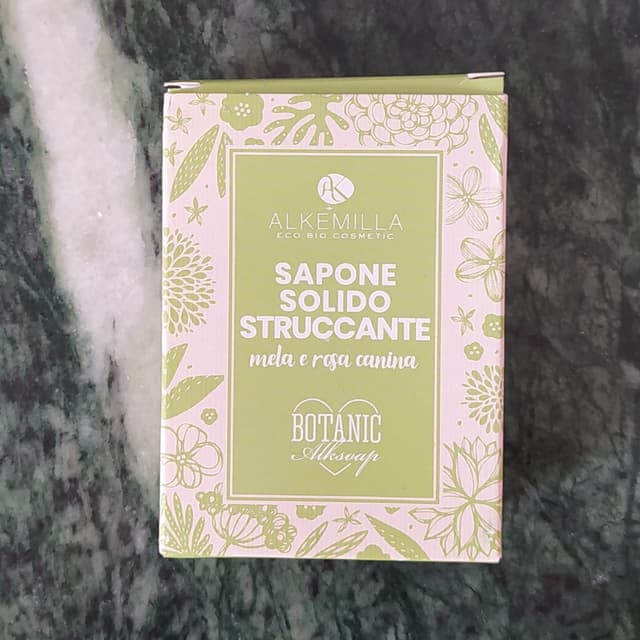 AK
ALKEMILLA
ECO BIO COSMETIC
SAPONE
SOLIDO
STRUCCANTE
mela e rosa canina
BOTANIC
Alksoap